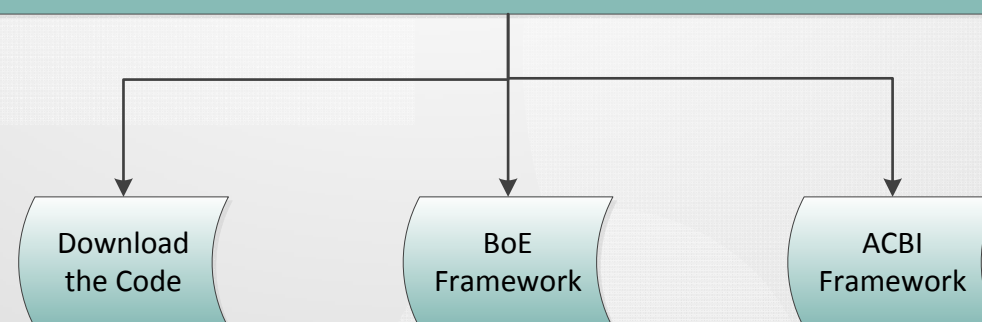 Download
the Code
BoE
Framework
ACBI
Framework